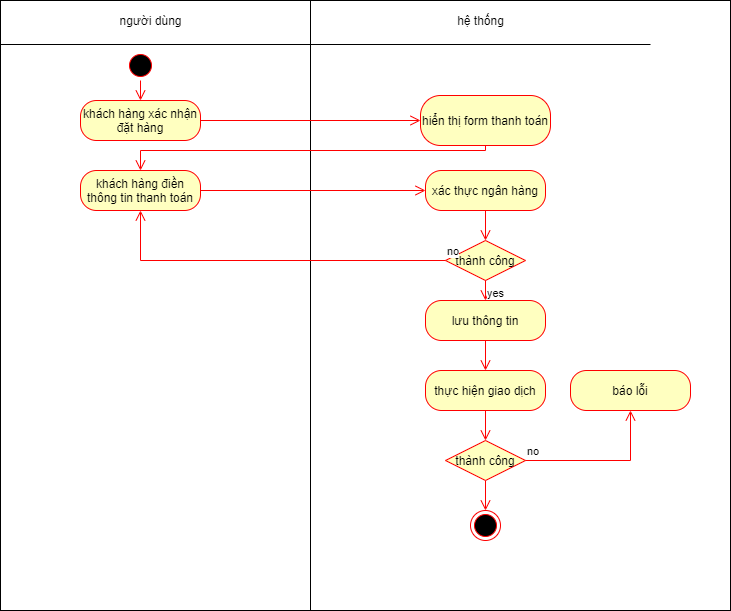 người dùng
hệ thống
khách hàng xác nhận
đặt hàng
hiển thị form thanh toán
khách hàng điền
thông tin thanh toán
xác thực ngân hàng
no
thành công
yes
lưu thông tin
thực hiện giao dịch
báo lỗi
no
thành công